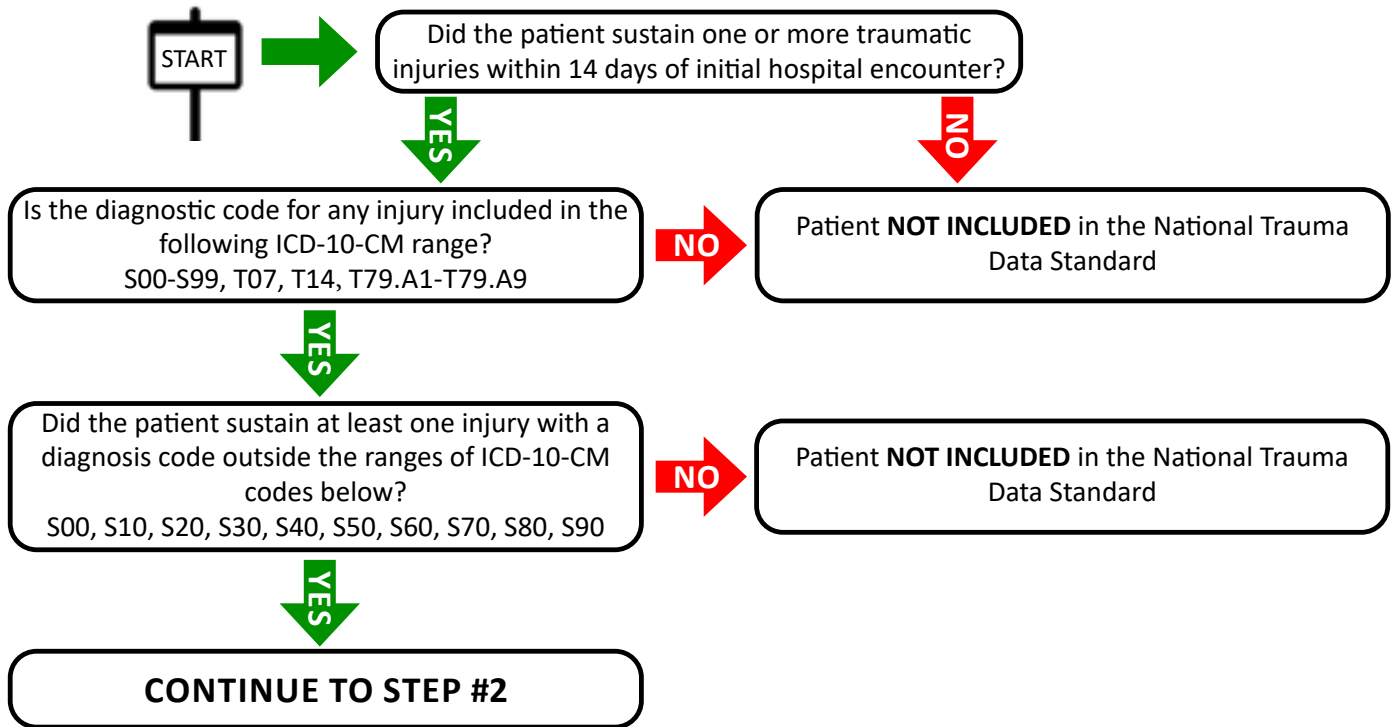 START
Did the patient sustain one or more traumatic
injuries within 14 days of initial hospital encounter?
YES
NO
Is the diagnostic code for any injury included in the
following ICD-10-CM range?
S00-S99, T07, T14, T79.A1-T79.A9
NO
Patient NOT INCLUDED in the National Trauma
Data Standard
YES
Did the patient sustain at least one injury with a
diagnosis code outside the ranges of ICD-10-CM
codes below?
S00, S10, S20, S30, S40, S50, S60, S70, S80, S90
NO
Patient NOT INCLUDED in the National Trauma
Data Standard
YES
CONTINUE TO STEP #2